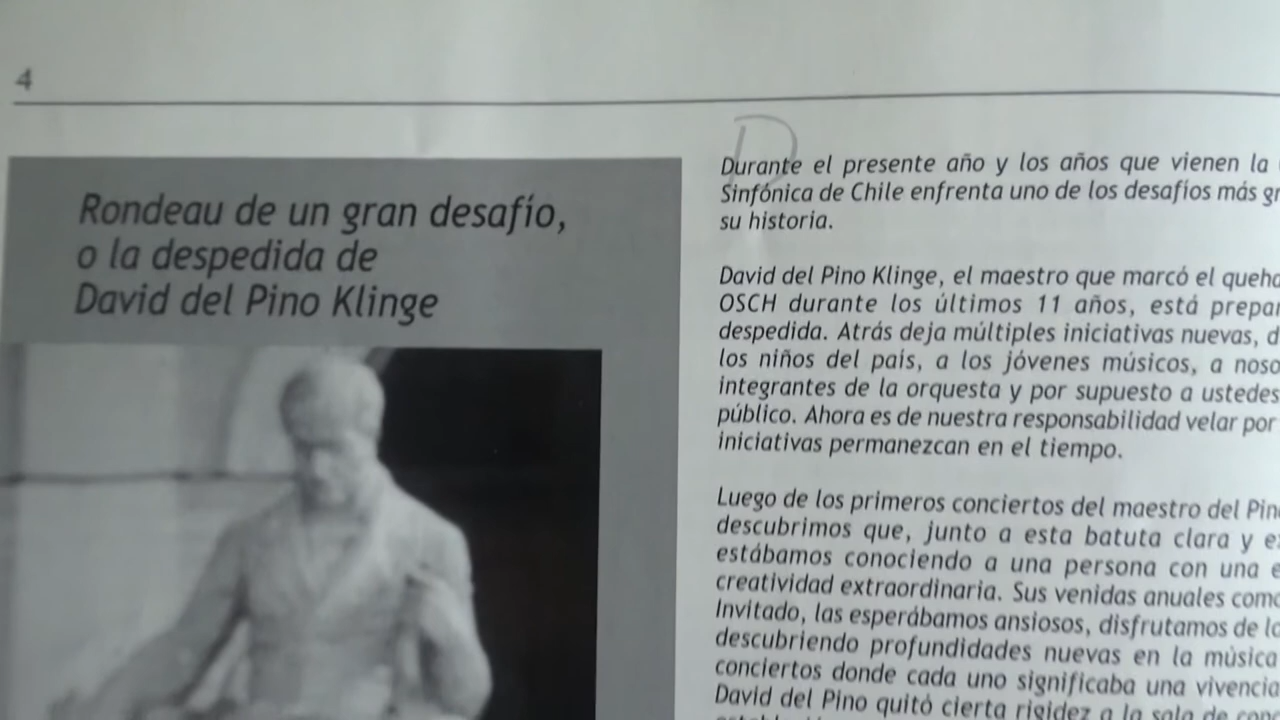 4
Rondeau de un gran desafío,
o la despedida de
David del Pino Klinge
D
Durante el presente año y los años que vienen la
Sinfónica de Chile enfrenta uno de los desafíos más
su historia.
David del Pino Klinge, el maestro que marcó el
OSCH durante los últimos 11 años, está
despedida. Atrás deja múltiples iniciativas nuevas,
los niños del país, a los jóvenes músicos, a
integrantes de la orquesta y por supuesto a ustedes
público. Ahora es de nuestra responsabilidad velar por
iniciativas permanezcan en el tiempo.
Luego de los primeros conciertos del maestro del
descubrimos que, junto a esta batuta clara y
estábamos conociendo a una persona con una
creatividad extraordinaria. Sus venidas anuales
Invitado, las esperábamos ansiosos, disfrutamos de
descubriendo profundidades nuevas en la música
conciertos donde cada uno significaba una
David del Pino quitó cierta rigidez a la sala de